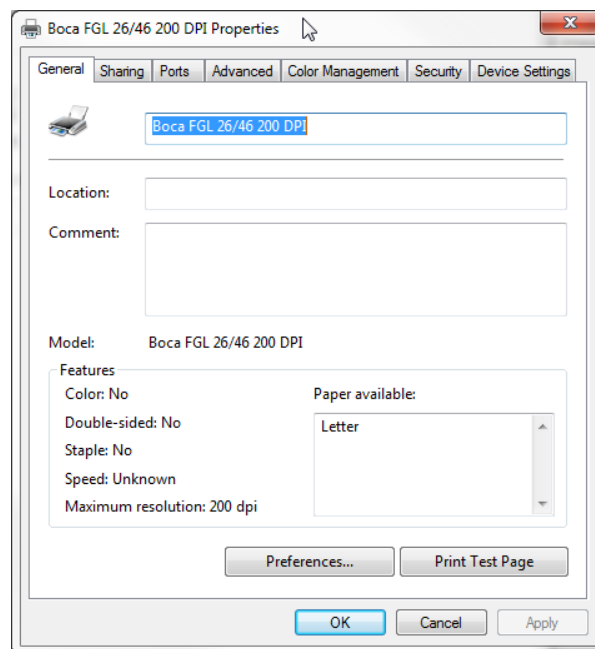 Boca FGL 26/46 200 DPI Properties
General Sharing Ports Advanced Color Management Security Device Settings
Boca FGL 26/46 200 DPI
Location:
Comment:
Model: Boca FGL 26/46 200 DPI
Features
Color: No Paper available:
Double-sided: No Letter
Staple: No
Speed: Unknown
Maximum resolution: 200 dpi
Preferences... Print Test Page
OK Cancel Apply